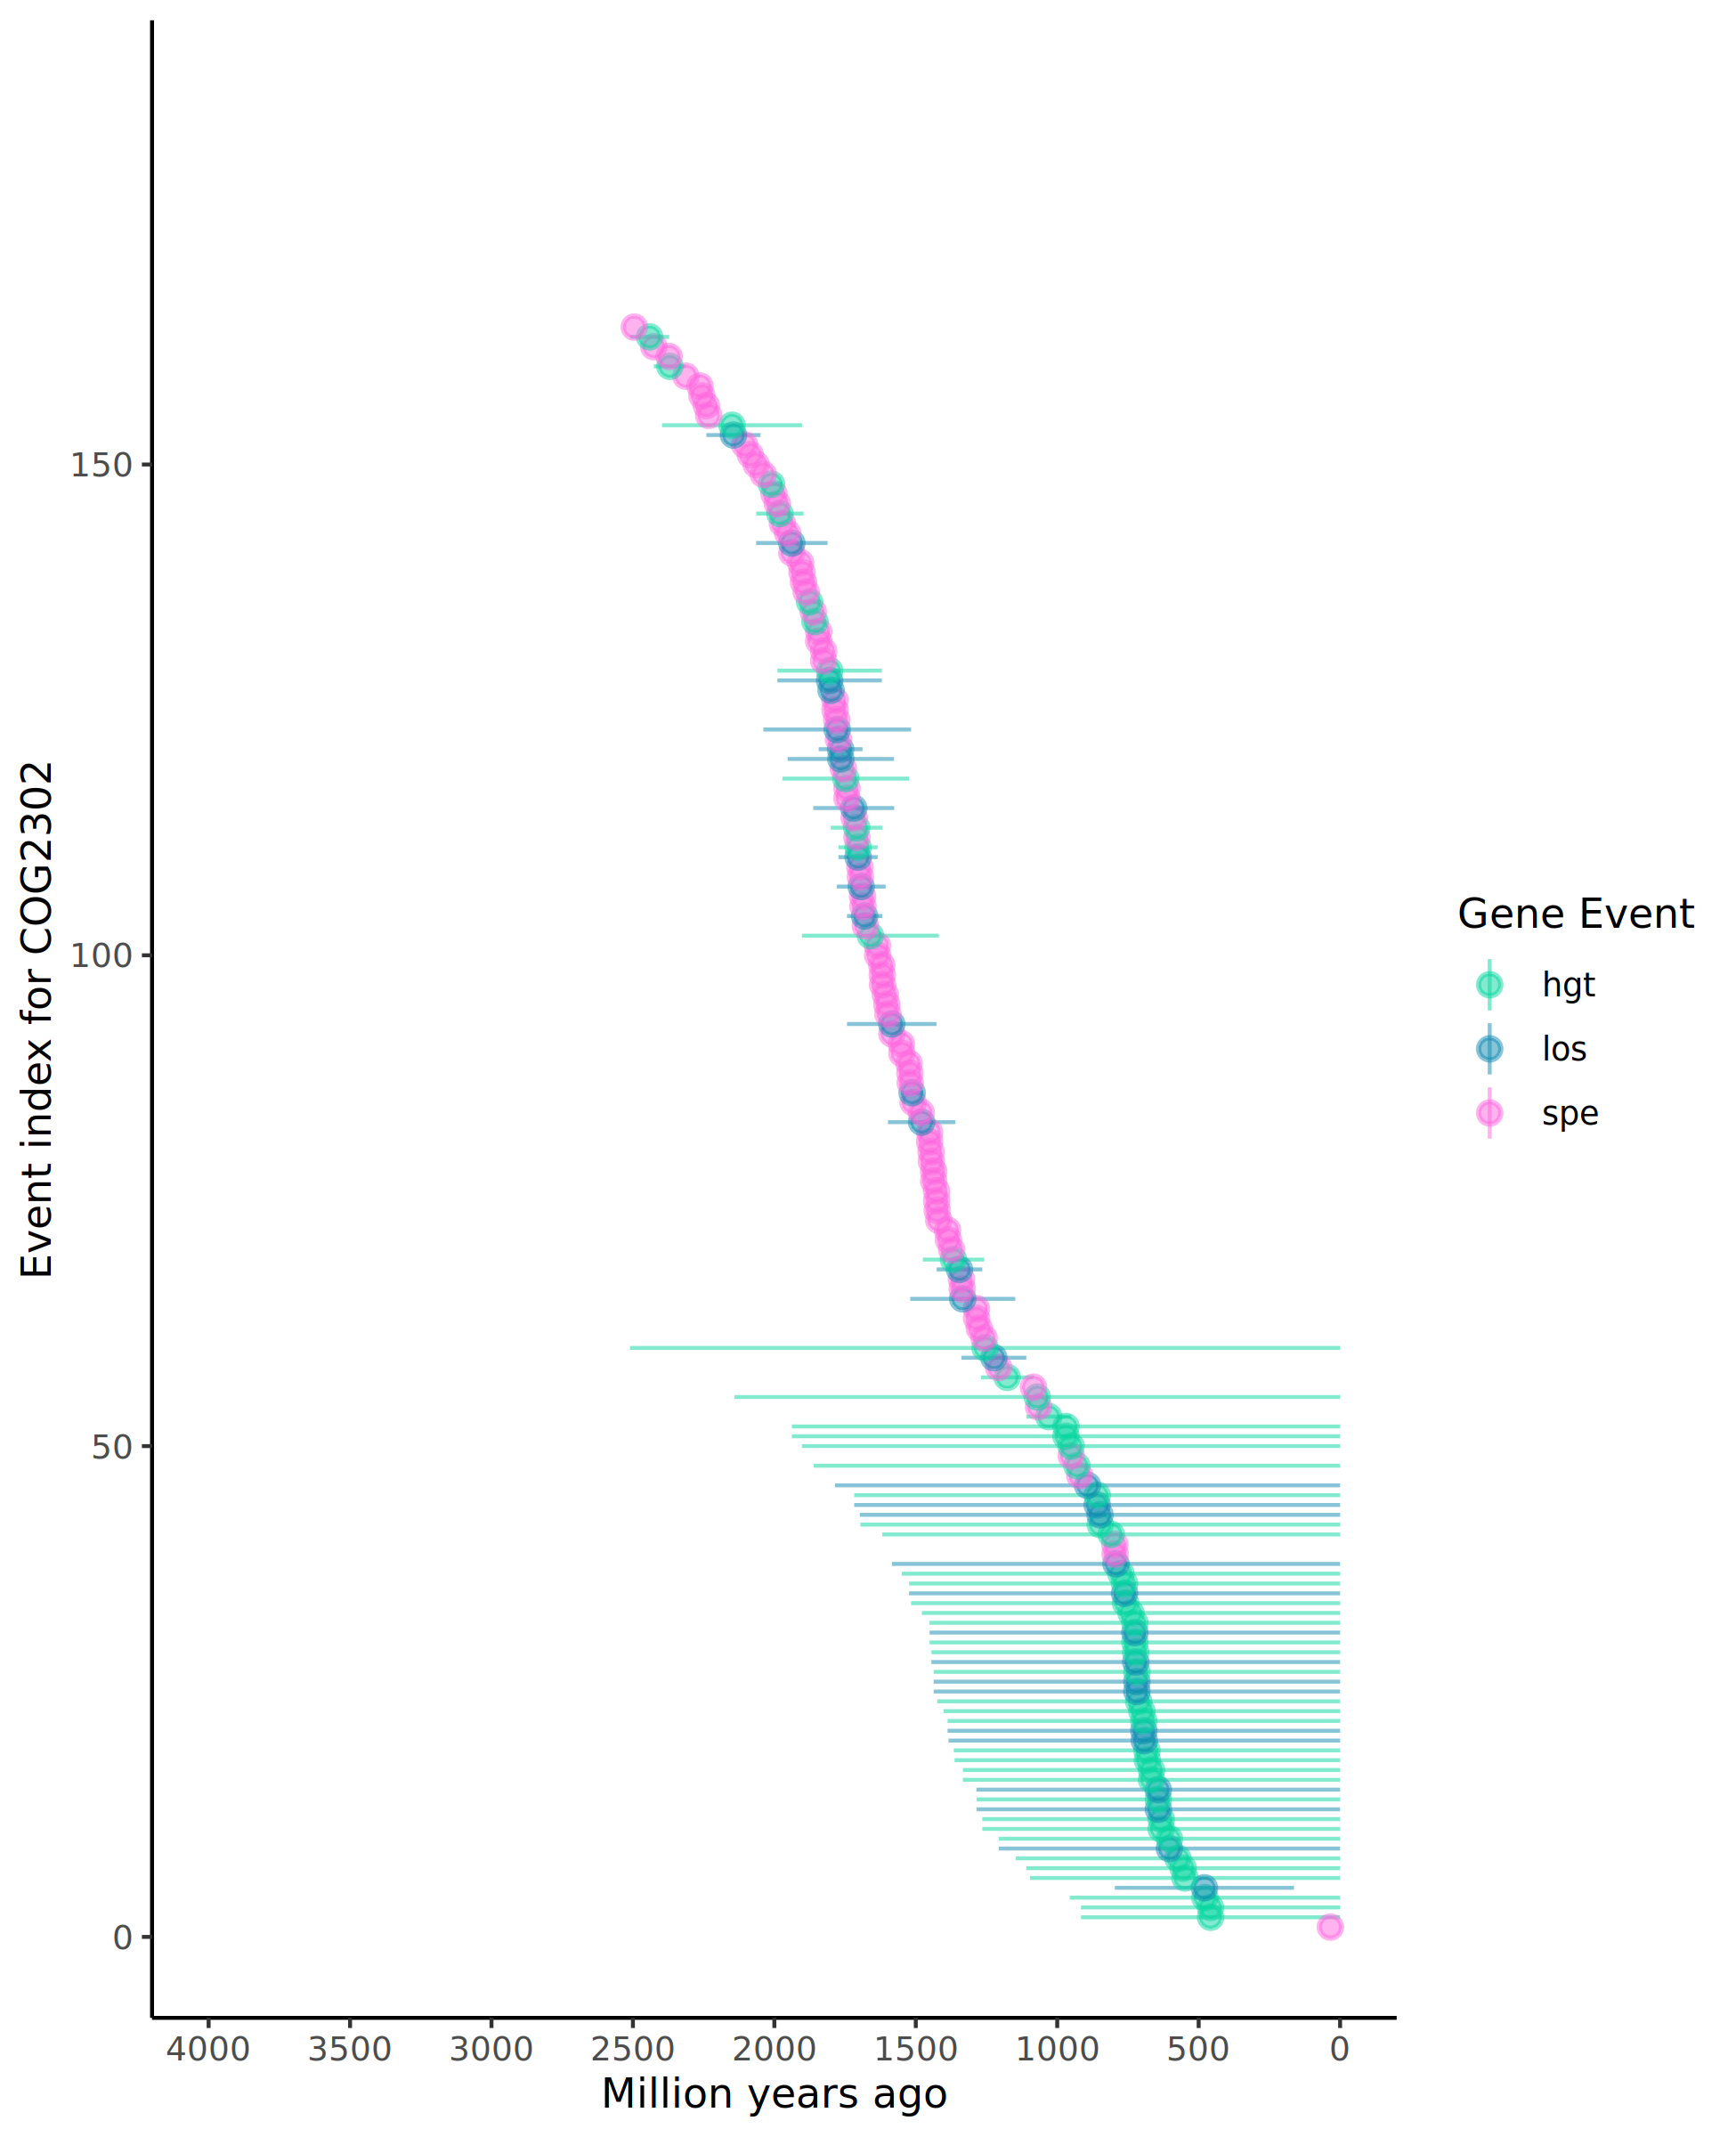 Event index for COG2302
150
100
50
0
4000 3500 3000 2500 2000 1500 1000 500 0
Million years ago
Gene Event
hgt
los
spe